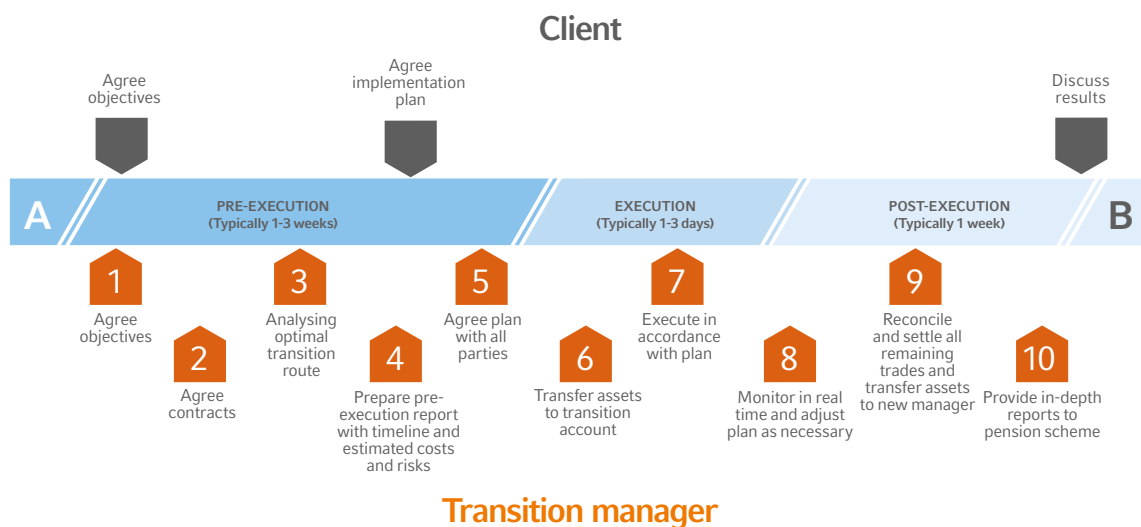 Client
Agree
objectives
Agree
implementation
plan
Discuss
results
A
PRE-EXECUTION
(Typically 1-3 weeks)
EXECUTION
(Typically 1-3 days)
POST-EXECUTION
(Typically 1 week)
B
1
Agree
objectives
2
Agree
contracts
3
Analysing
optimal
transition
route
4
Prepare pre-
execution report
with timeline and
estimated costs
and risks
5
Agree plan
with all
parties
6
Transfer assets
to transition
account
7
Execute in
accordance
with plan
8
Monitor in real
time and adjust
plan as necessary
9
Reconcile
and settle all
remaining
trades and
transfer assets
to new manager
10
Provide in-depth
reports to
pension scheme
Transition manager